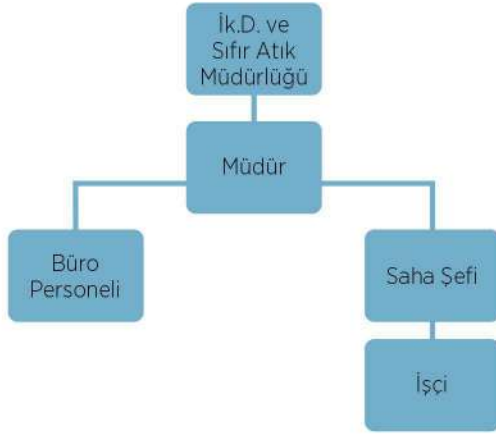 İk.D. ve
Sıfır Atık
Müdürlüğü
Müdür
Büro
Personeli
Saha Şefi
İşçi